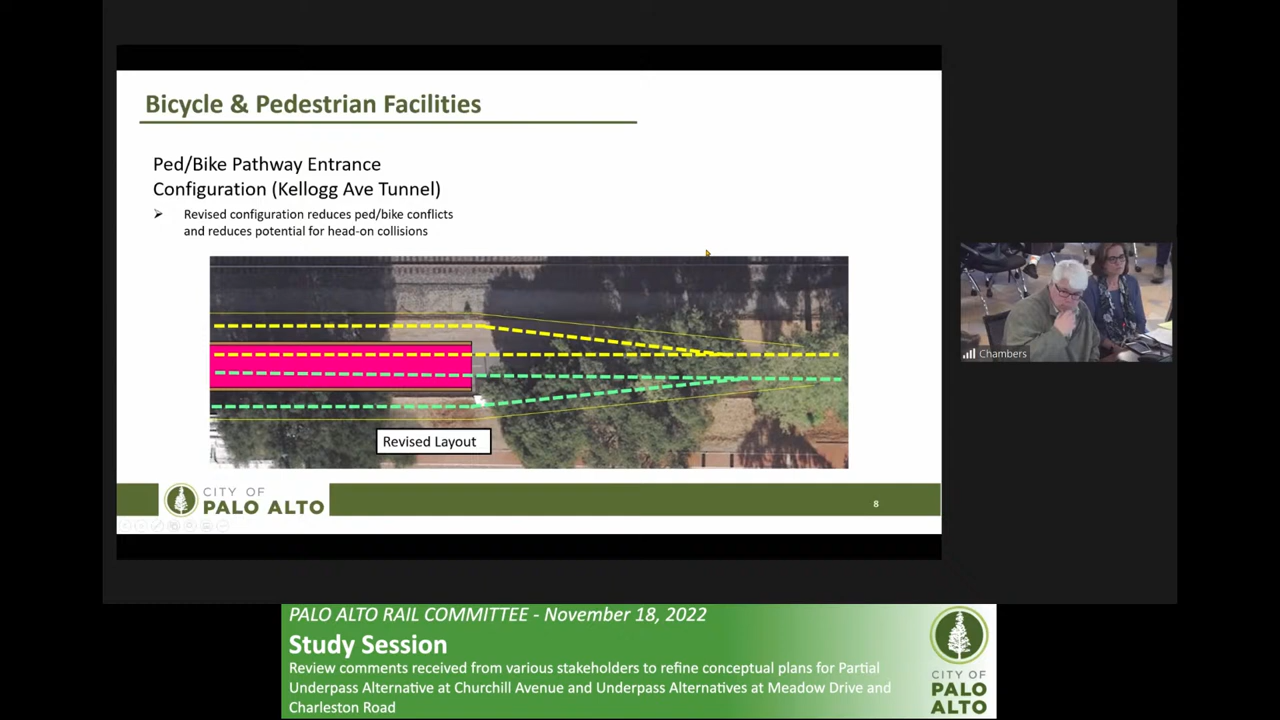 Bicycle & Pedestrian Facilities
Ped/Bike Pathway Entrance
Configuration (Kellogg Ave Tunnel)
Revised configuration reduces ped/bike conflicts
and reduces potential for head-on collisions
Revised Layout
CITY OF
PALO ALTO
8
Chambers
PALO ALTO RAIL COMMITTEE - November 18, 2022
Study Session
Review comments received from various stakeholders to refine conceptual plans for Partial
Underpass Alternative at Churchill Avenue and Underpass Alternatives at Meadow Drive and
Charleston Road
CITY OF
PALO
ALTO